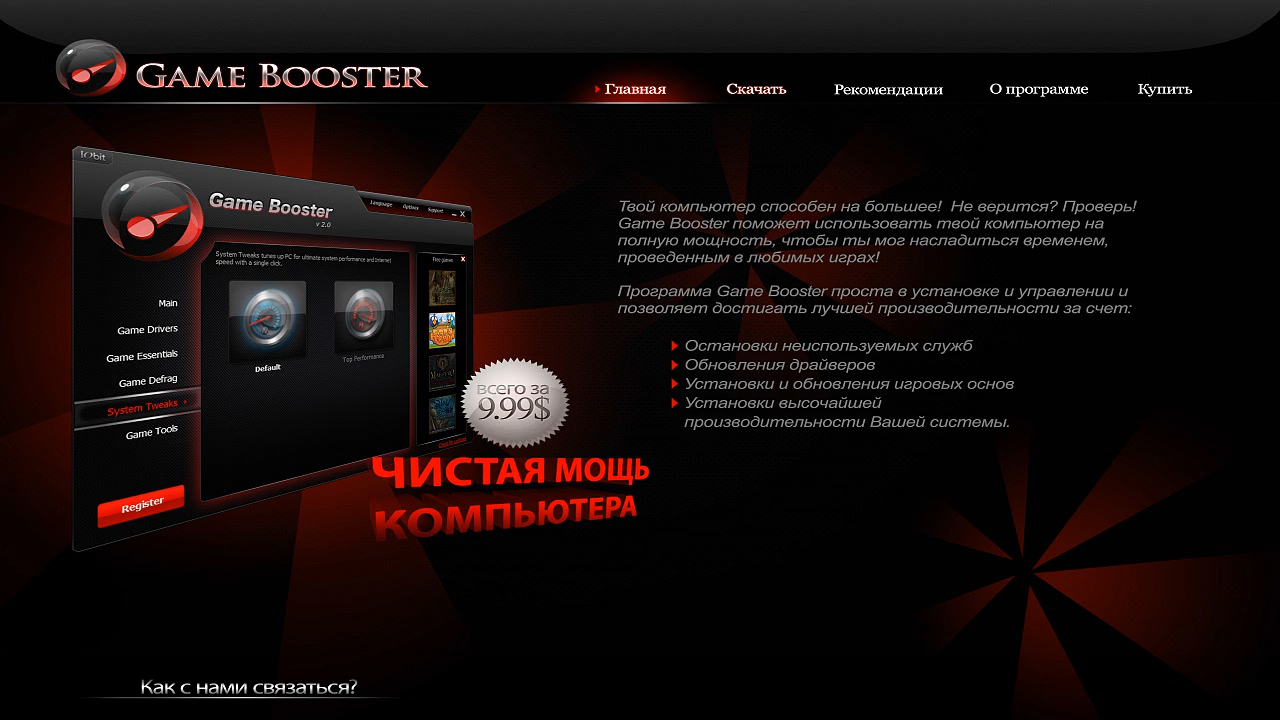 GAME BOOSTER
Главная
Скачать
Рекомендации
О программе
Купить
IObit
Game Booster
v 2.0
Language
Options
Support
System Tweaks tunes up PC for ultimate system performance and Internet
speed with a single click.
Free games
Main
Game Drivers
Game Essentials
Game Defrag
System Tweaks
Game Tools
Default
Top Performance
Register
всего за
9.99$
ЧИСТАЯ МОЩЬ
КОМПЬЮТЕРА
Твой компьютер способен на большее! Не верится? Проверь!
Game Booster поможет использовать твой компьютер на
полную мощность, чтобы ты мог насладиться временем,
проведенным в любимых играх!
Программа Game Booster проста в установке и управлении и
позволяет достигать лучшей производительности за счет:
Остановки неиспользуемых служб
Обновления драйверов
Установки и обновления игровых основ
Установки высочайшей
производительности Вашей системы.
Как с нами связаться?